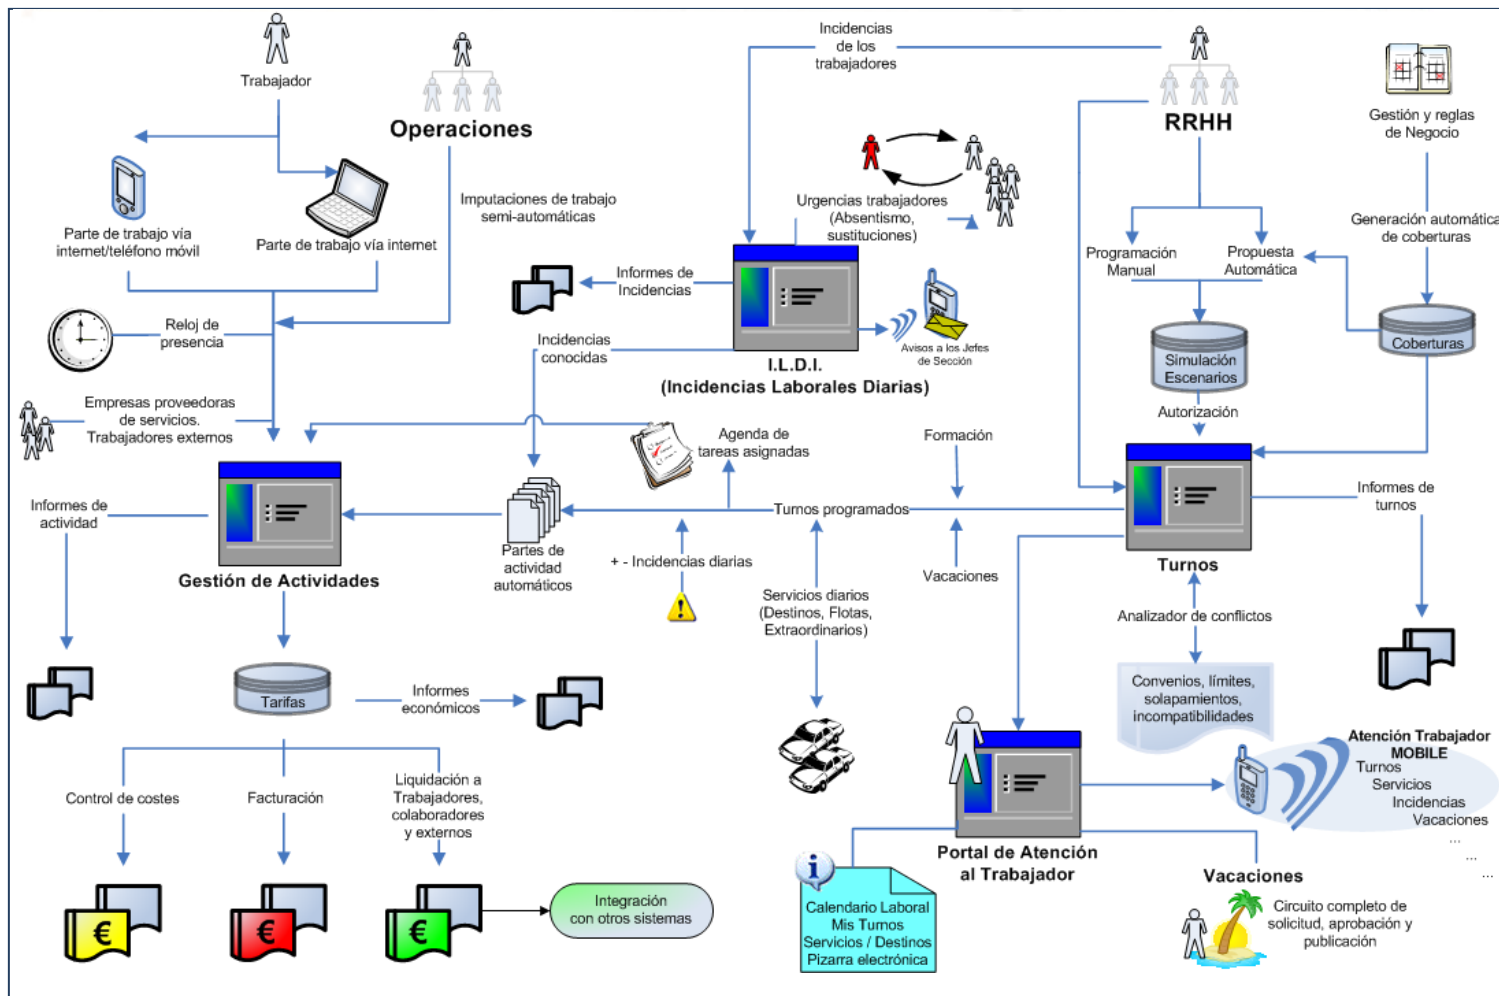 Trabajador
Operaciones
Incidencias
de los
trabajadores
RRHH
Gestión y reglas
de Negocio
Parte de trabajo vía
internet/teléfono móvil
Parte de trabajo vía internet
Imputaciones de trabajo
semi-automáticas
Urgencias trabajadores
(Absentismo,
sustituciones)
Programación
Manual
Propuesta
Automática
Generación automática
de coberturas
Informes de
Incidencias
Reloj de
presencia
Incidencias
conocidas
Avisos a los Jefes
de Sección
I.L.D.I.
(Incidencias Laborales Diarias)
Simulación
Escenarios
Coberturas
Autorización
Empresas proveedoras
de servicios.
Trabajadores externos
Agenda de
tareas asignadas
Formación
Informes de
actividad
Turnos programados
Informes de
turnos
Gestión de Actividades
Partes de
actividad
automáticos
+ - Incidencias diarias
Vacaciones
Turnos
Servicios diarios
(Destinos, Flotas,
Extraordinarios)
Analizador de conflictos
Convenios, límites,
solapamientos,
incompatibilidades
Tarifas
Informes
económicos
Atención Trabajador
MOBILE
Turnos
Servicios
Incidencias
Vacaciones
...
...
...
Control de costes
Facturación
Liquidación a
Trabajadores,
colaboradores
y externos
Portal de Atención
al Trabajador
i
Calendario Laboral
Mis Turnos
Servicios / Destinos
Pizarra electrónica
Vacaciones
Circuito completo de
solicitud, aprobación y
publicación
€
€
€
Integración
con otros sistemas